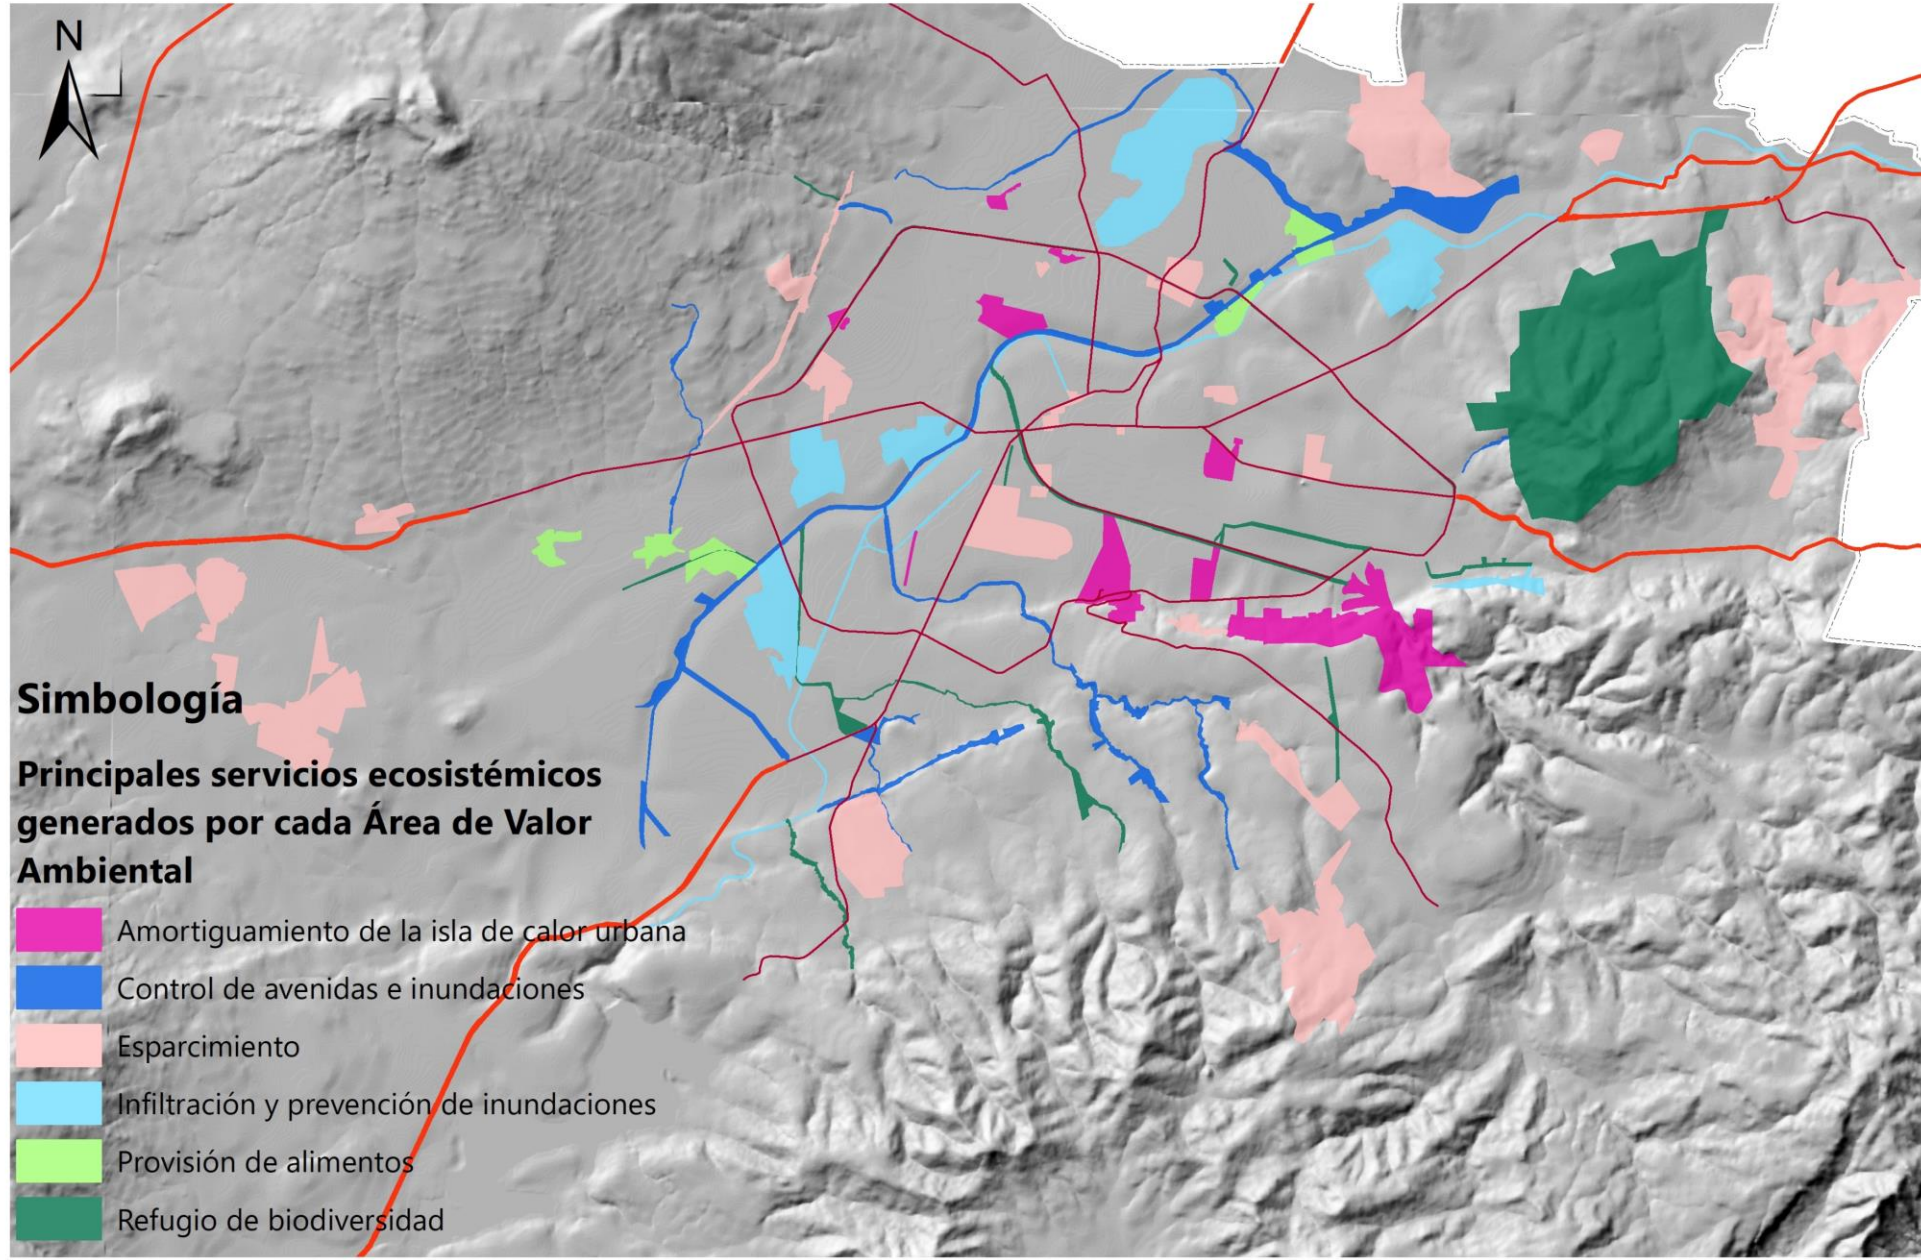 N
Simbología
Principales servicios ecosistémicos
generados por cada Área de Valor
Ambiental
Amortiguamiento de la isla de calor urbana
Control de avenidas e inundaciones
Esparcimiento
Infiltración y prevención de inundaciones
Provisión de alimentos
Refugio de biodiversidad